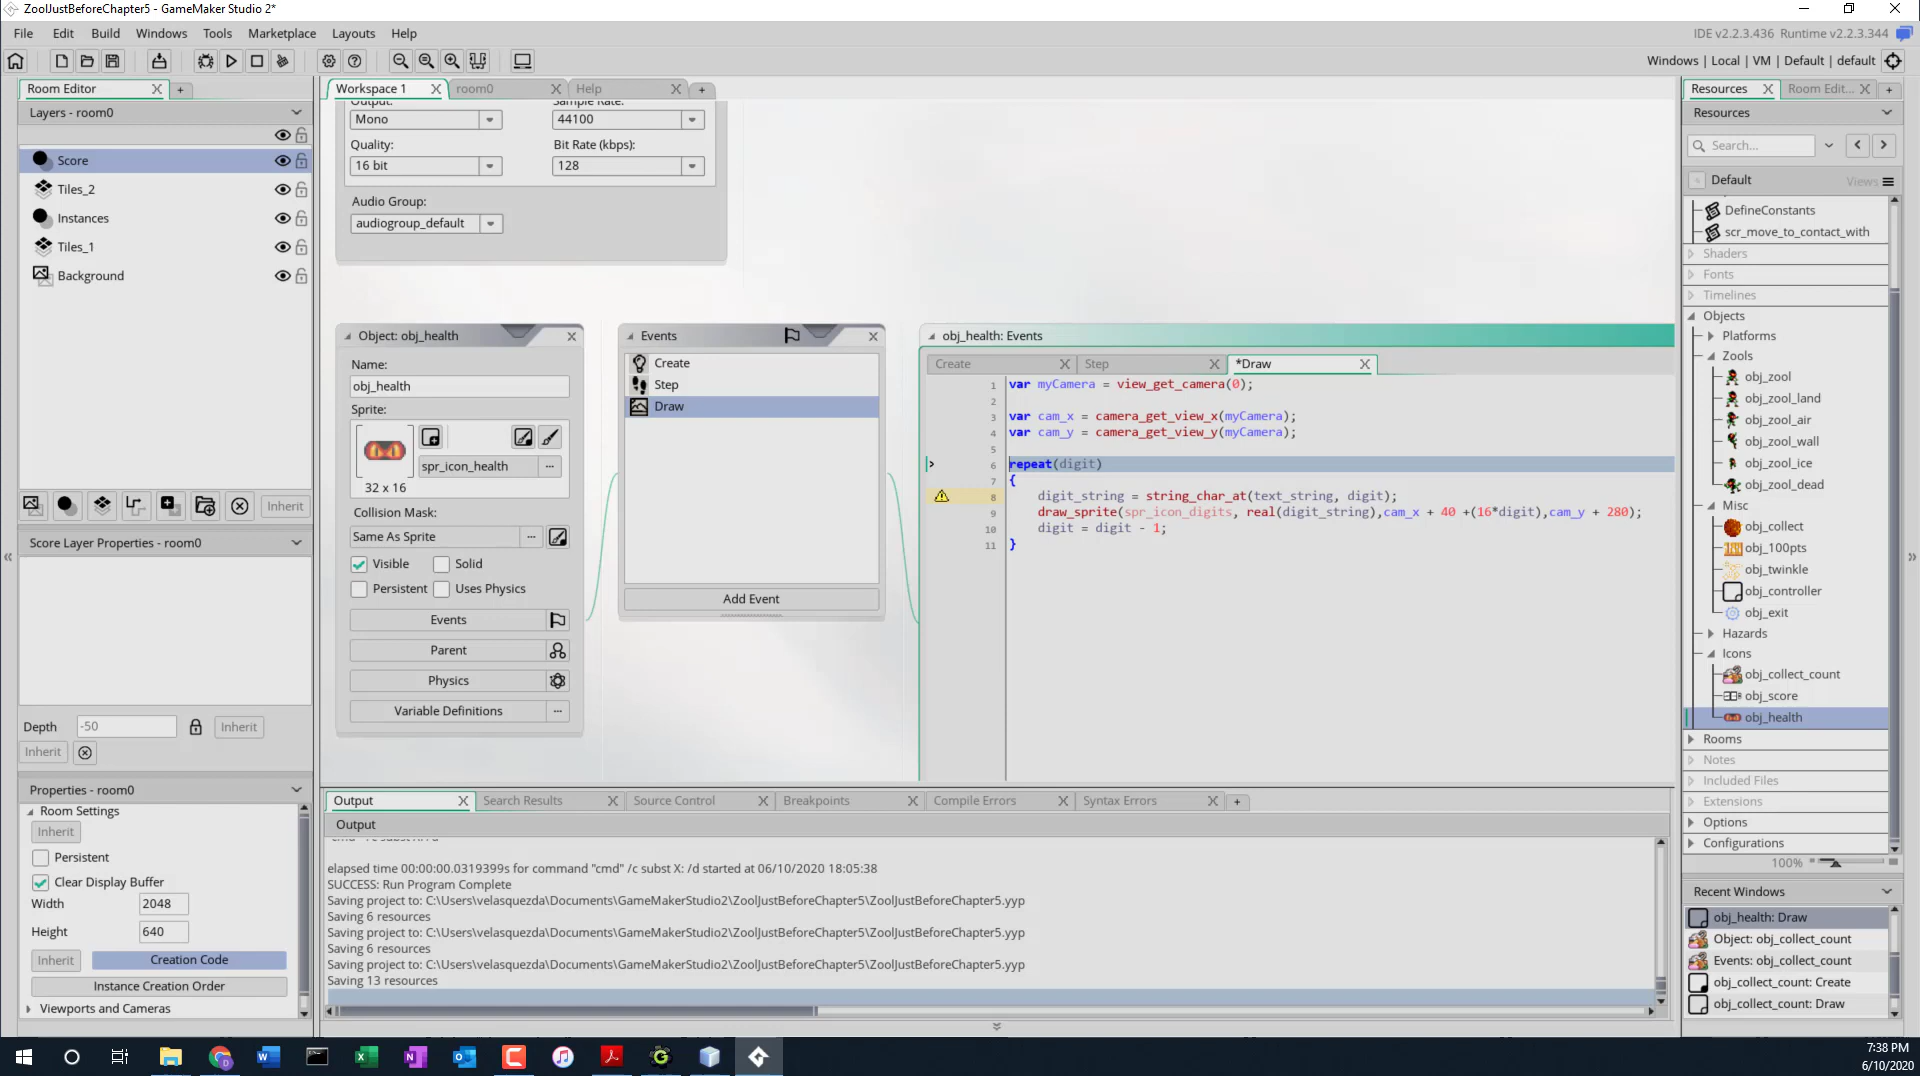 ZoolJustBeforeChapter5 - GameMaker Studio 2*
File Edit Build Windows Tools Marketplace Layouts Help
IDE v2.2.3.436 Runtime v2.2.3.344
Windows | Local | VM | Default | default
Room Editor
Layers - room0
Score
Tiles_2
Instances
Tiles_1
Background
Inherit
Score Layer Properties - room0
Depth -50 Inherit
Inherit
Properties - room0
Room Settings
Inherit
Persistent
Clear Display Buffer
Width 2048
Height 640
Inherit Creation Code
Instance Creation Order
Viewports and Cameras
Workspace 1 room0 Help
Output: Sample Rate:
Mono 44100
Quality: Bit Rate (kbps):
16 bit 128
Audio Group:
audiogroup_default
Object: obj_health
Name:
obj_health
Sprite:
spr_icon_health ...
32 x 16
Collision Mask:
Same As Sprite ...
Visible Solid
Persistent Uses Physics
Events
Parent
Physics
Variable Definitions ...
Events
Create
Step
Draw
Add Event
obj_health: Events
Create Step *Draw
1 var myCamera = view_get_camera(0);
2
3 var cam_x = camera_get_view_x(myCamera);
4 var cam_y = camera_get_view_y(myCamera);
5
6 repeat(digit)
7 {
8 digit_string = string_char_at(text_string, digit);
9 draw_sprite(spr_icon_digits, real(digit_string),cam_x + 40 +(16*digit),cam_y + 280);
10 digit = digit - 1;
11 }
Output Search Results Source Control Breakpoints Compile Errors Syntax Errors
Output
elapsed time 00:00:00.0319399s for command "cmd" /c subst X: /d started at 06/10/2020 18:05:38
SUCCESS: Run Program Complete
Saving project to: C:\Users\velasquezda\Documents\GameMakerStudio2\ZoolJustBeforeChapter5\ZoolJustBeforeChapter5.yyp
Saving 6 resources
Saving project to: C:\Users\velasquezda\Documents\GameMakerStudio2\ZoolJustBeforeChapter5\ZoolJustBeforeChapter5.yyp
Saving 6 resources
Saving project to: C:\Users\velasquezda\Documents\GameMakerStudio2\ZoolJustBeforeChapter5\ZoolJustBeforeChapter5.yyp
Saving 13 resources
Resources Room Edit...
Resources
Search...
Default Views
DefineConstants
scr_move_to_contact_with
Shaders
Fonts
Timelines
Objects
Platforms
Zools
obj_zool
obj_zool_land
obj_zool_air
obj_zool_wall
obj_zool_ice
obj_zool_dead
Misc
obj_collect
obj_100pts
obj_twinkle
obj_controller
obj_exit
Hazards
Icons
obj_collect_count
obj_score
obj_health
Rooms
Notes
Included Files
Extensions
Options
Configurations
100%
Recent Windows
obj_health: Draw
Object: obj_collect_count
Events: obj_collect_count
obj_collect_count: Create
obj_collect_count: Draw
7:38 PM
6/10/2020